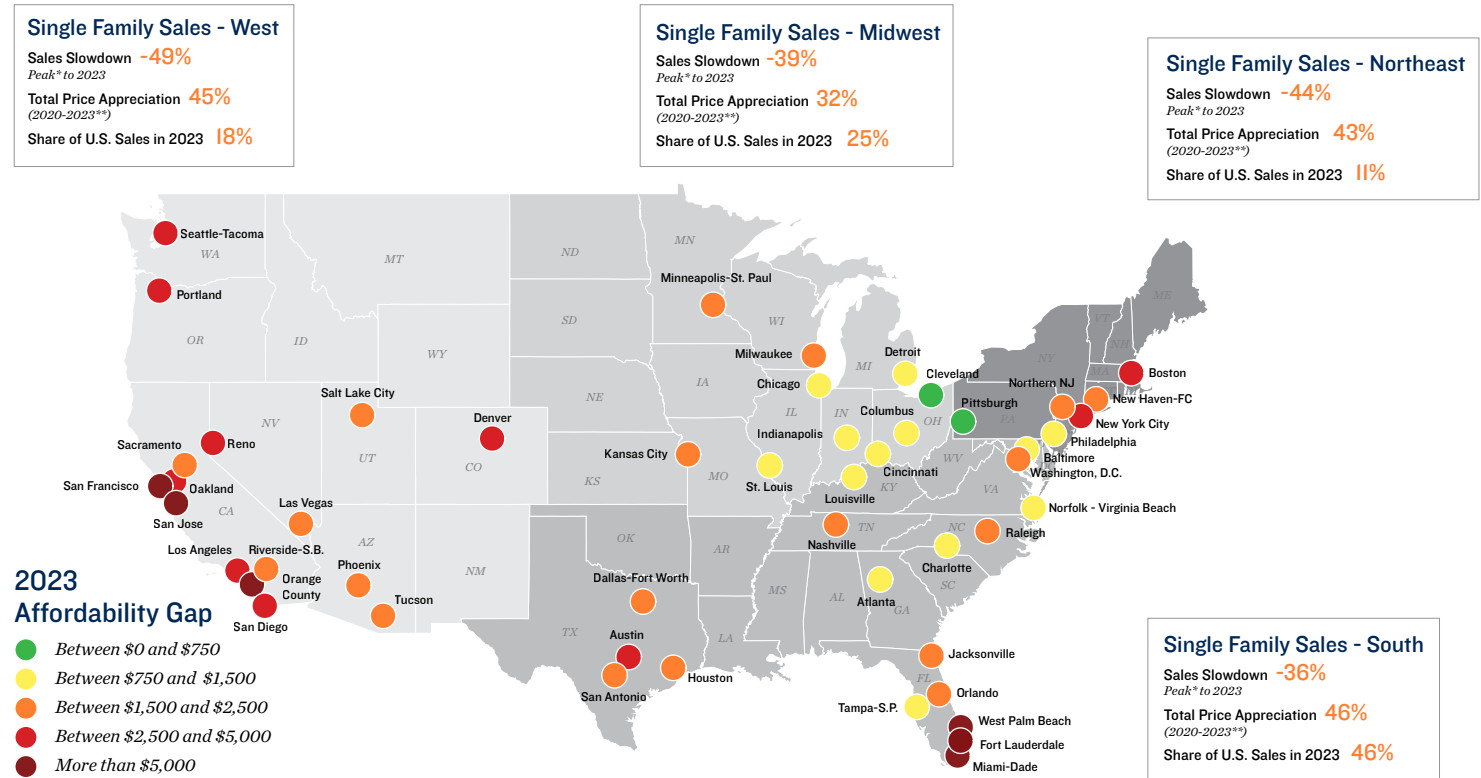 Single Family Sales - West
Sales Slowdown -49%
Peak* to 2023
Total Price Appreciation 45%
(2020-2023**)
Share of U.S. Sales in 2023 18%
Single Family Sales - Midwest
Sales Slowdown -39%
Peak* to 2023
Total Price Appreciation 32%
(2020-2023**)
Share of U.S. Sales in 2023 25%
Single Family Sales - Northeast
Sales Slowdown -44%
Peak* to 2023
Total Price Appreciation 43%
(2020-2023**)
Share of U.S. Sales in 2023 11%
Seattle-Tacoma
WA
MT
ND
MN
Minneapolis-St. Paul
Portland
OR
ID
WY
SD
WI
MI
ME
VT
NH
NY
MA
Milwaukee
Detroit
Chicago
Cleveland
Boston
Northern NJ
New Haven-FC
New York City
Salt Lake City
NV
UT
Denver
CO
NE
IA
IL
IN
Columbus
OH
Pittsburgh
PA
Philadelphia
Sacramento
Reno
Kansas City
Indianapolis
Baltimore
Washington, D.C.
San Francisco
Oakland
San Jose
CA
KS
MO
St. Louis
Cincinnati
Louisville
KY
WV
VA
Norfolk - Virginia Beach
Las Vegas
AZ
NM
OK
AR
TN
Nashville
NC
Raleigh
Charlotte
SC
Los Angeles
Riverside-S.B.
Orange
County
San Diego
Phoenix
Tucson
Dallas-Fort Worth
TX
Austin
San Antonio
Houston
LA
MS
AL
GA
Atlanta
Jacksonville
FL
Orlando
Tampa-S.P.
West Palm Beach
Fort Lauderdale
Miami-Dade
2023
Affordability Gap
Between $0 and $750
Between $750 and $1,500
Between $1,500 and $2,500
Between $2,500 and $5,000
More than $5,000
Single Family Sales - South
Sales Slowdown -36%
Peak* to 2023
Total Price Appreciation 46%
(2020-2023**)
Share of U.S. Sales in 2023 46%